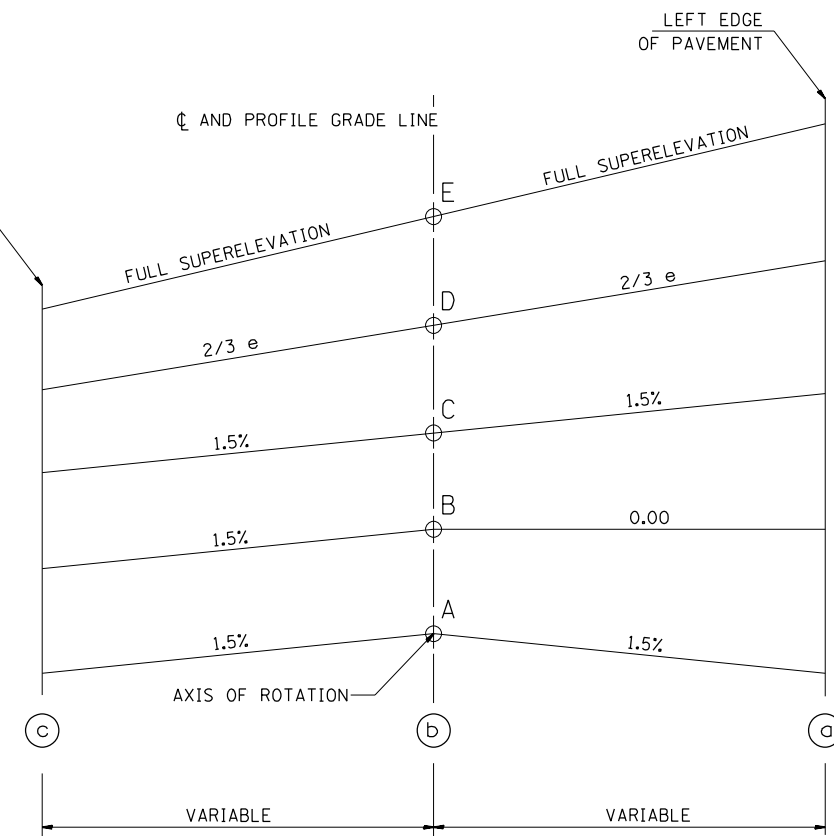 LEFT EDGE
OF PAVEMENT
℄ AND PROFILE GRADE LINE
FULL SUPERELEVATION
E
FULL SUPERELEVATION
2/3 e
D
2/3 e
1.5%
C
1.5%
0.00
B
1.5%
A
1.5%
1.5%
AXIS OF ROTATION
c
b
a
VARIABLE
VARIABLE